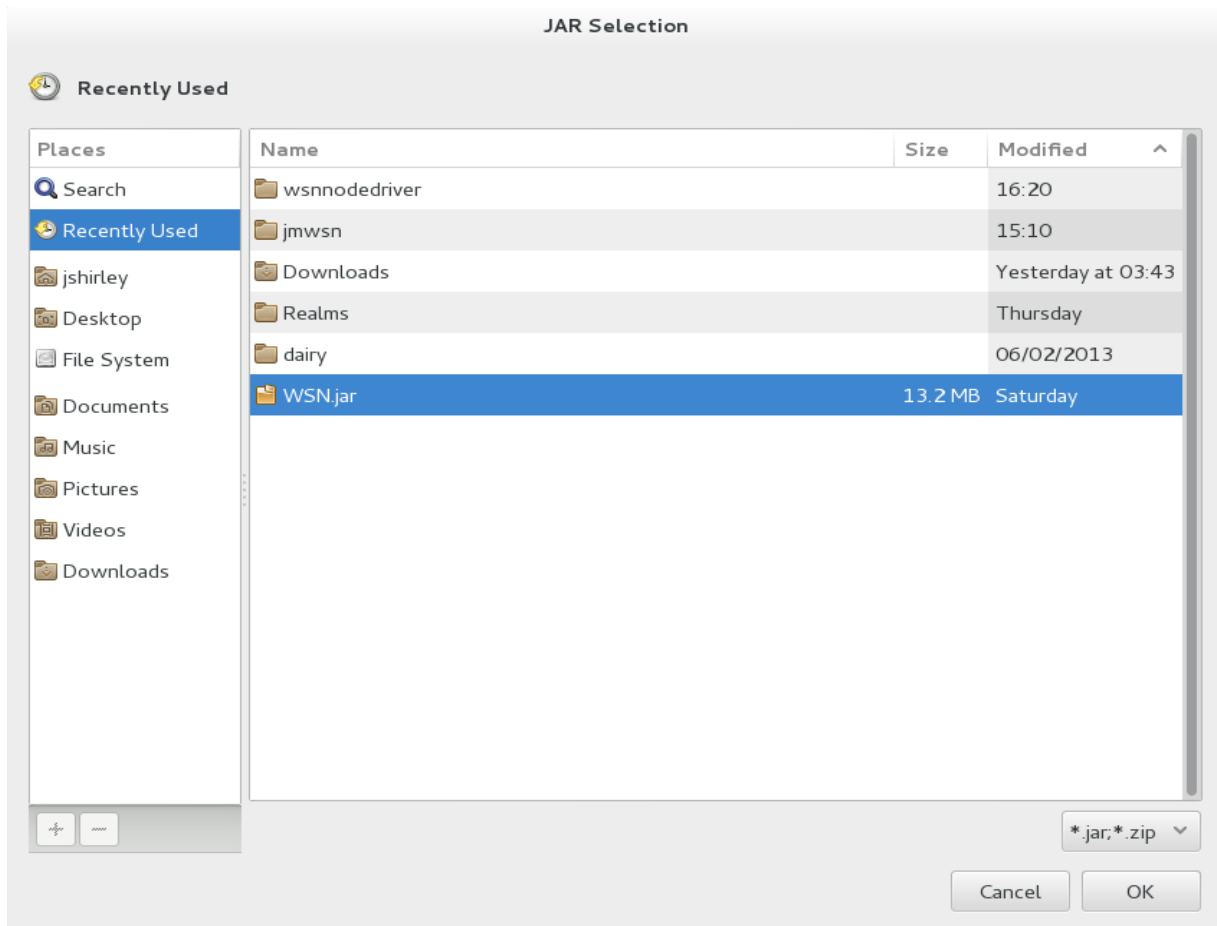 JAR Selection
Recently Used
Places
Search
Recently Used
jshirley
Desktop
File System
Documents
Music
Pictures
Videos
Downloads
Name Size Modified
wsnnodedriver 16:20
jmwsn 15:10
Downloads Yesterday at 03:43
Realms Thursday
dairy 06/02/2013
WSN.jar 13.2 MB Saturday
*.jar;*.zip
Cancel OK